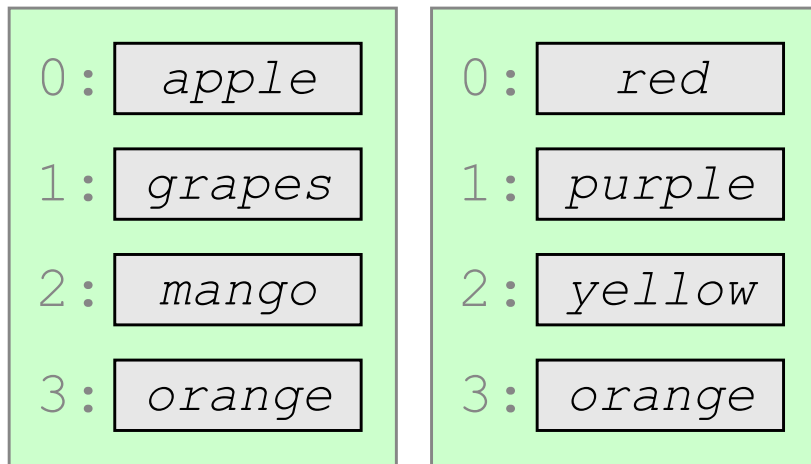 0: apple
1: grapes
2: mango
3: orange
0: red
1: purple
2: yellow
3: orange